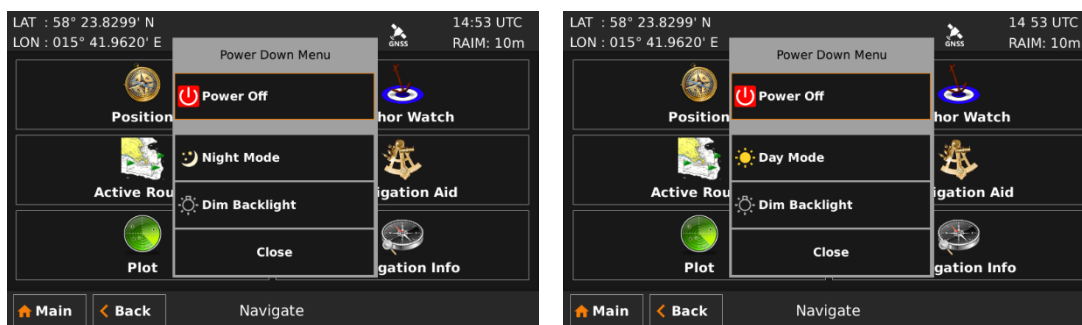 LAT : 58° 23.8299' N
14:53 UTC
LON : 015° 41.9620' E
GNSS
RAIM: 10m
Power Down Menu
Power Off
Position
hor Watch
Night Mode
Active Rou
igation Aid
Dim Backlight
Close
Plot
gation Info
Main
Back
Navigate
LAT : 58° 23.8299' N
14 53 UTC
LON : 015° 41.9620' E
GNSS
RAIM: 10m
Power Down Menu
Power Off
Position
hor Watch
Day Mode
Active Rou
igation Aid
Dim Backlight
Close
Plot
gation Info
Main
Back
Navigate